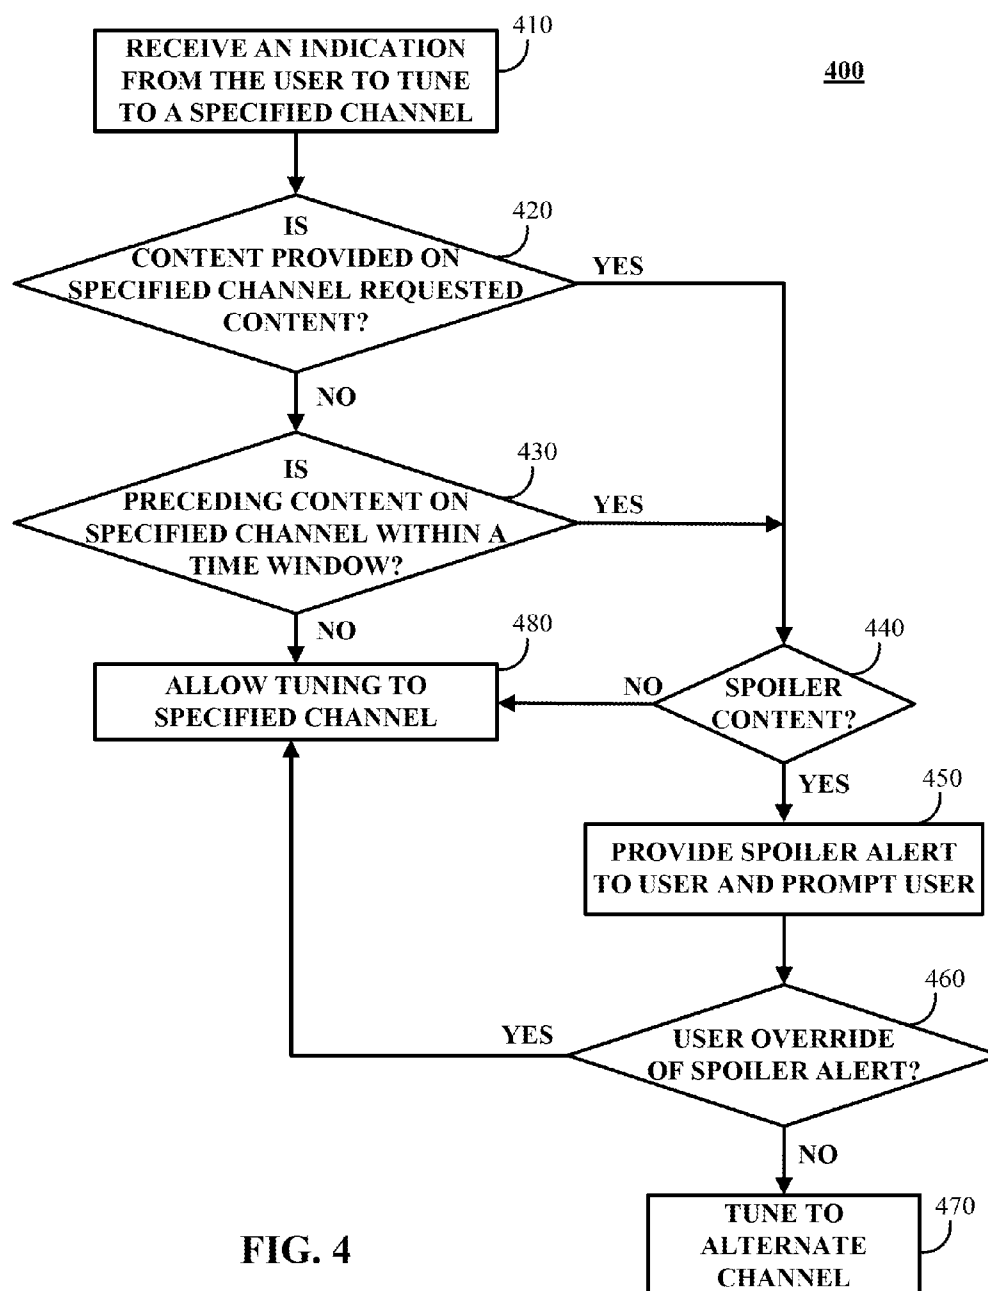 410
RECEIVE AN INDICATION
FROM THE USER TO TUNE
TO A SPECIFIED CHANNEL
400
420
IS
CONTENT PROVIDED ON
SPECIFIED CHANNEL REQUESTED
CONTENT?
YES
NO
430
IS
PRECEDING CONTENT ON
SPECIFIED CHANNEL WITHIN A
TIME WINDOW?
YES
NO
480
ALLOW TUNING TO
SPECIFIED CHANNEL
440
NO
SPOILER
CONTENT?
YES
450
PROVIDE SPOILER ALERT
TO USER AND PROMPT USER
460
YES
USER OVERRIDE
OF SPOILER ALERT?
NO
470
TUNE TO
ALTERNATE
CHANNEL
FIG. 4